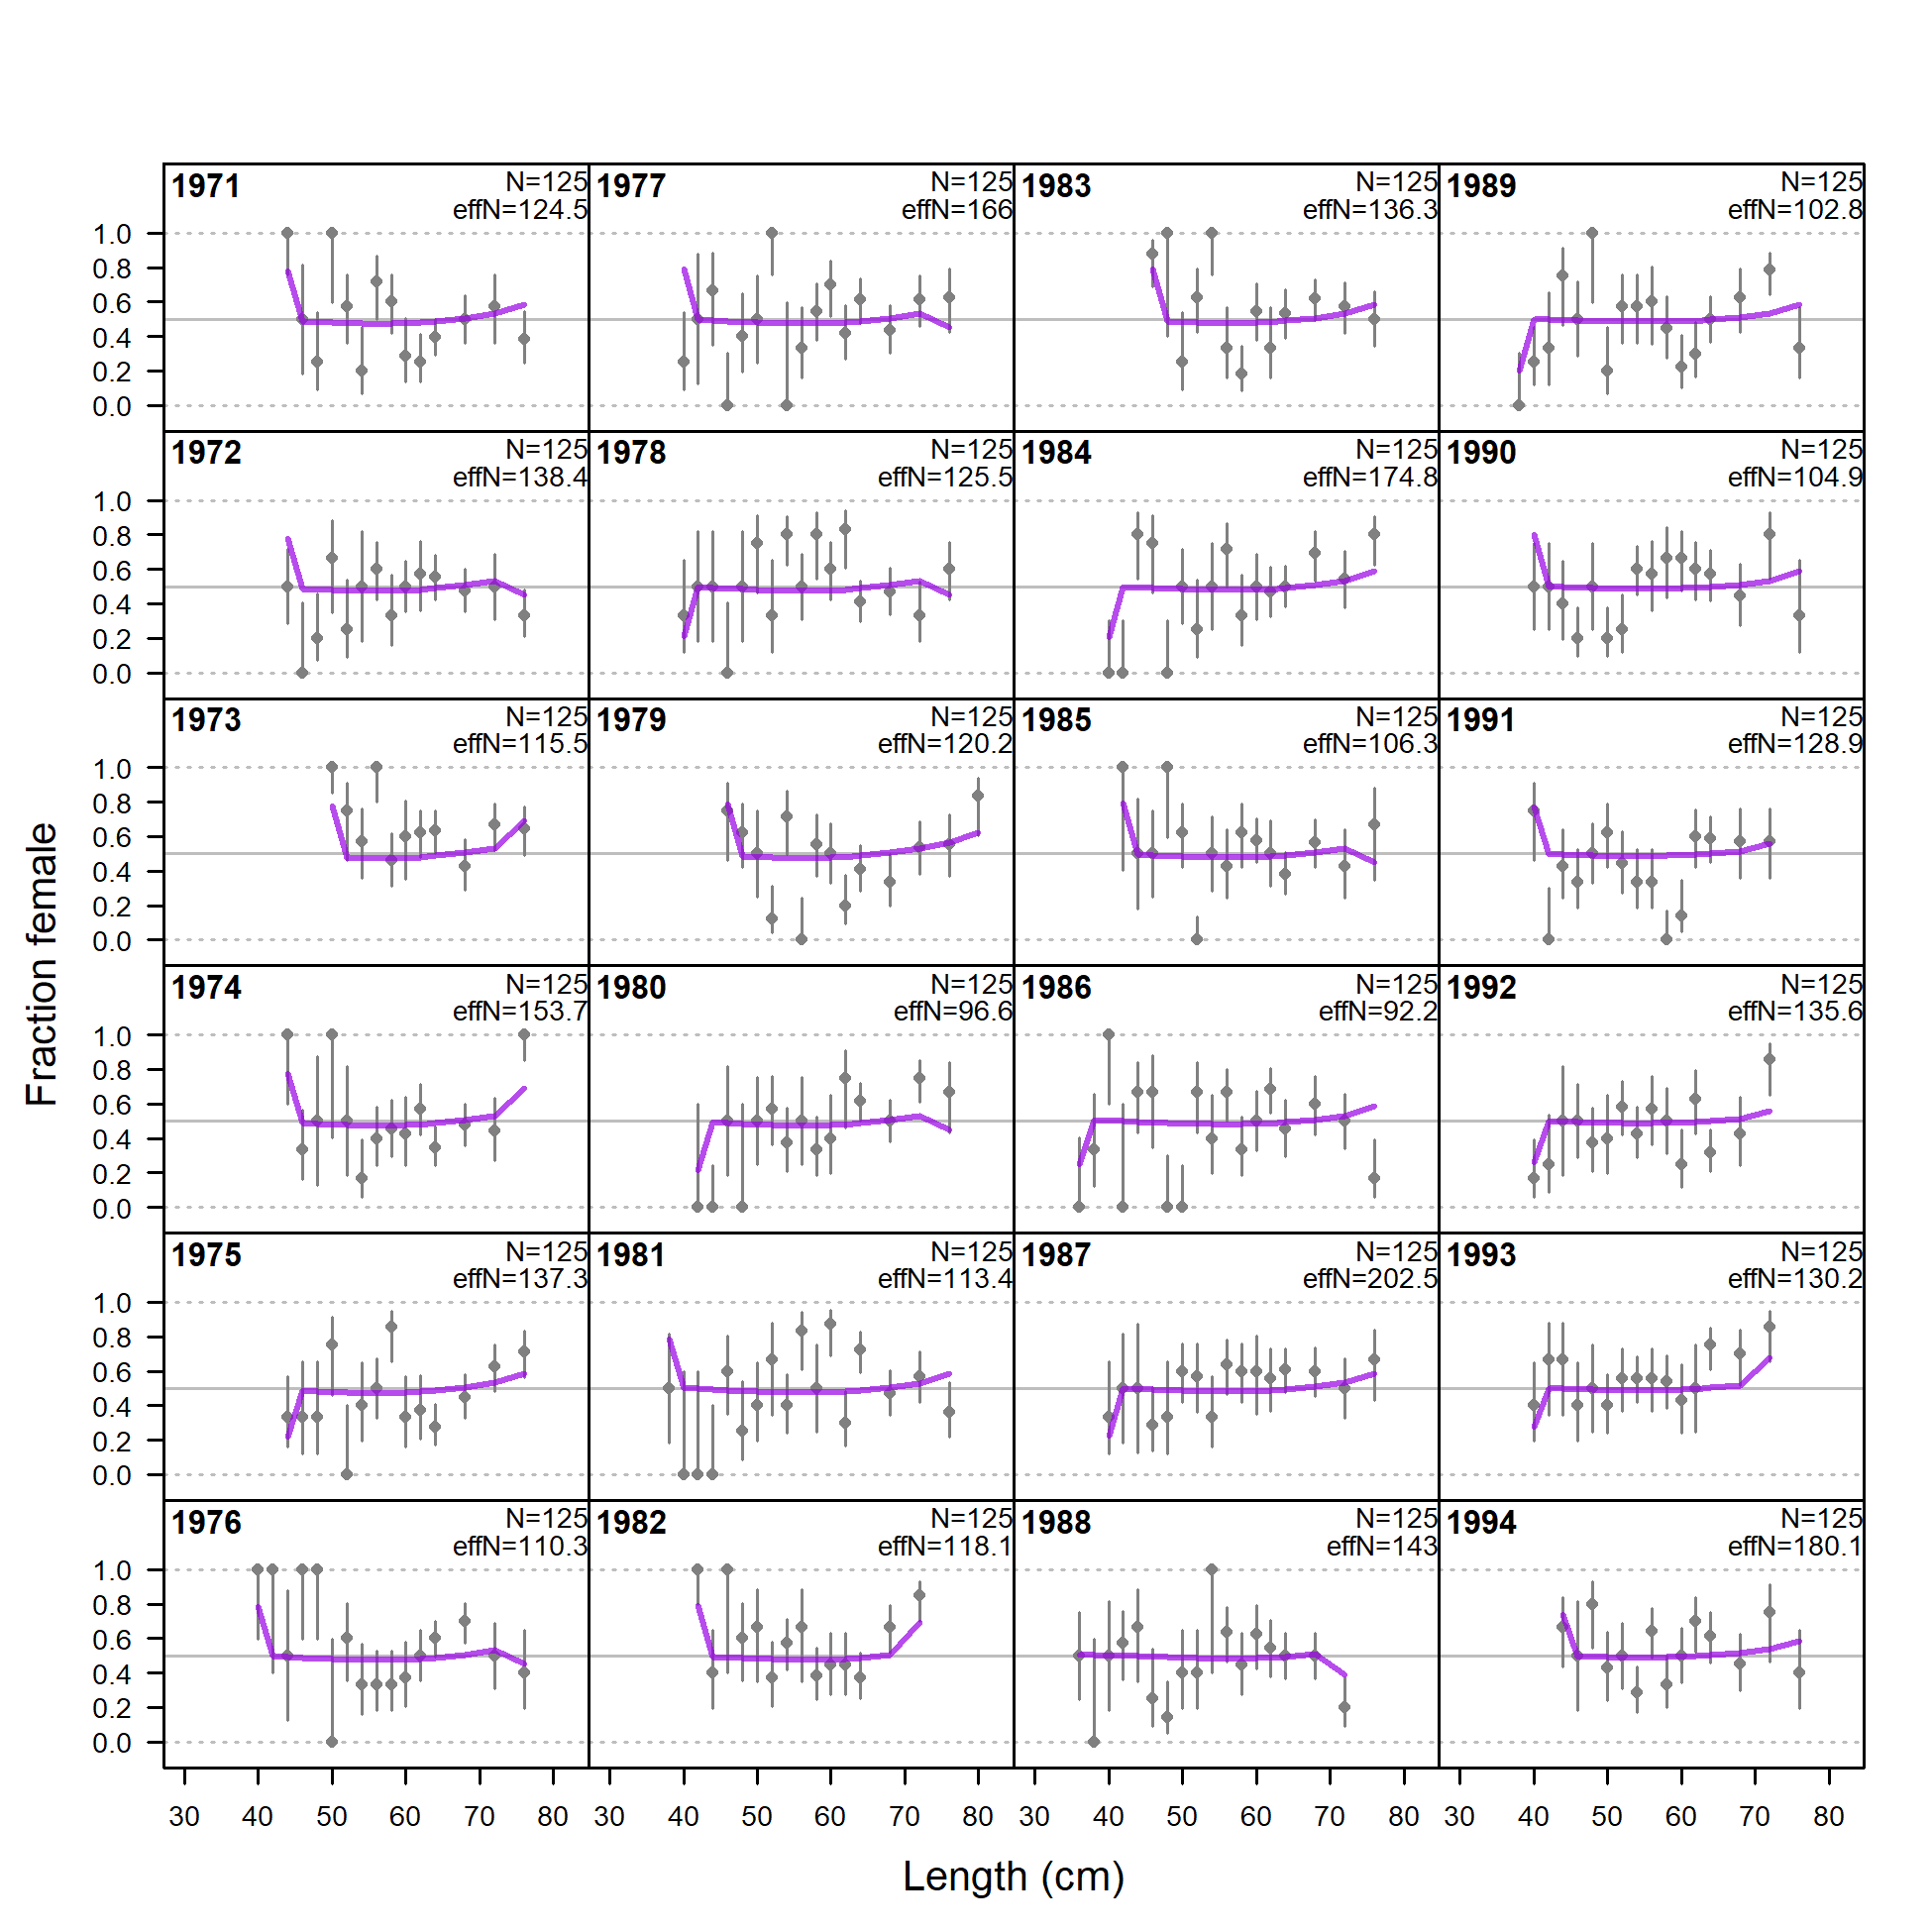 1971 N=125 1977 N=125 1983 N=125 1989 N=125
effN=124.5 effN=166 effN=136.3 effN=102.8
1.0
0.8
0.6
0.4
0.2
0.0
1972 N=125 1978 N=125 1984 N=125 1990 N=125
effN=138.4 effN=125.5 effN=174.8 effN=104.9
1.0
0.8
0.6
0.4
0.2
0.0
1973 N=125 1979 N=125 1985 N=125 1991 N=125
effN=115.5 effN=120.2 effN=106.3 effN=128.9
1.0
0.8
0.6
0.4
0.2
0.0
1974 N=125 1980 N=125 1986 N=125 1992 N=125
effN=153.7 effN=96.6 effN=92.2 effN=135.6
1.0
0.8
0.6
0.4
0.2
0.0
1975 N=125 1981 N=125 1987 N=125 1993 N=125
effN=137.3 effN=113.4 effN=202.5 effN=130.2
1.0
0.8
0.6
0.4
0.2
0.0
1976 N=125 1982 N=125 1988 N=125 1994 N=125
effN=110.3 effN=118.1 effN=143 effN=180.1
1.0
0.8
0.6
0.4
0.2
0.0
30 40 50 60 70 80 30 40 50 60 70 80 30 40 50 60 70 80 30 40 50 60 70 80
Length (cm)
Fraction female